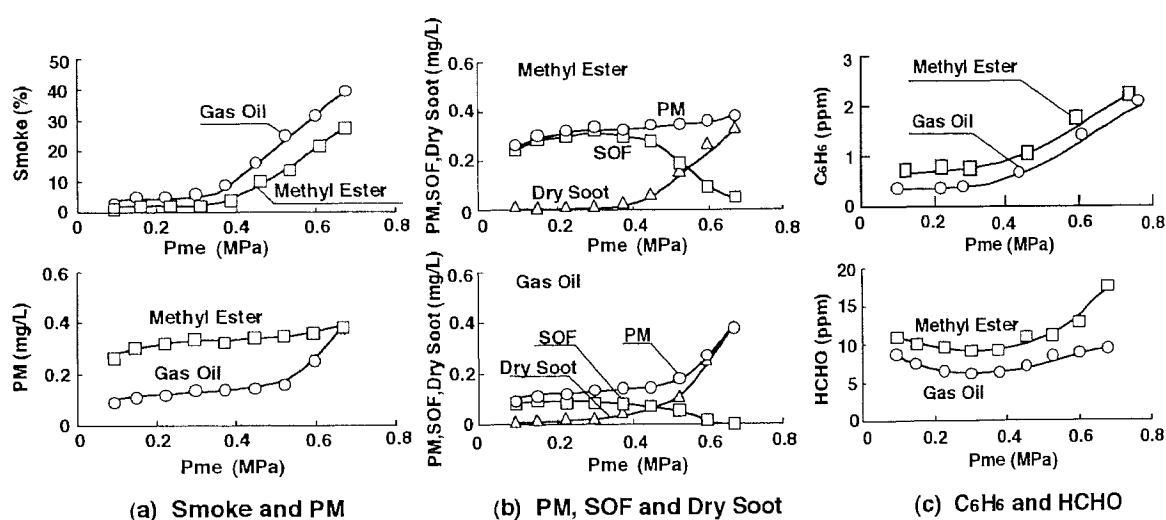 50
40
30
20
10
0
Smoke (%)
Gas Oil
Methyl Ester
0 0.2 0.4 0.6 0.8
Pme (MPa)
0.6
0.4
0.2
0
PM (mg/L)
Methyl Ester
Gas Oil
0 0.2 0.4 0.6 0.8
Pme (MPa)
(a) Smoke and PM
0.6
0.4
0.2
0
PM,SOF,Dry Soot (mg/L)
Methyl Ester
PM
SOF
Dry Soot
0 0.2 0.4 0.6 0.8
Pme (MPa)
0.6
0.4
0.2
0
PM,SOF,Dry Soot (mg/L)
Gas Oil
SOF
PM
Dry Soot
0 0.2 0.4 0.6 0.8
Pme (MPa)
(b) PM, SOF and Dry Soot
3
2
1
0
C6H6 (ppm)
Methyl Ester
Gas Oil
0 0.2 0.4 0.6 0.8
Pme (MPa)
20
15
10
5
0
HCHO (ppm)
Methyl Ester
Gas Oil
0 0.2 0.4 0.6 0.8
Pme (MPa)
(c) C6H6 and HCHO